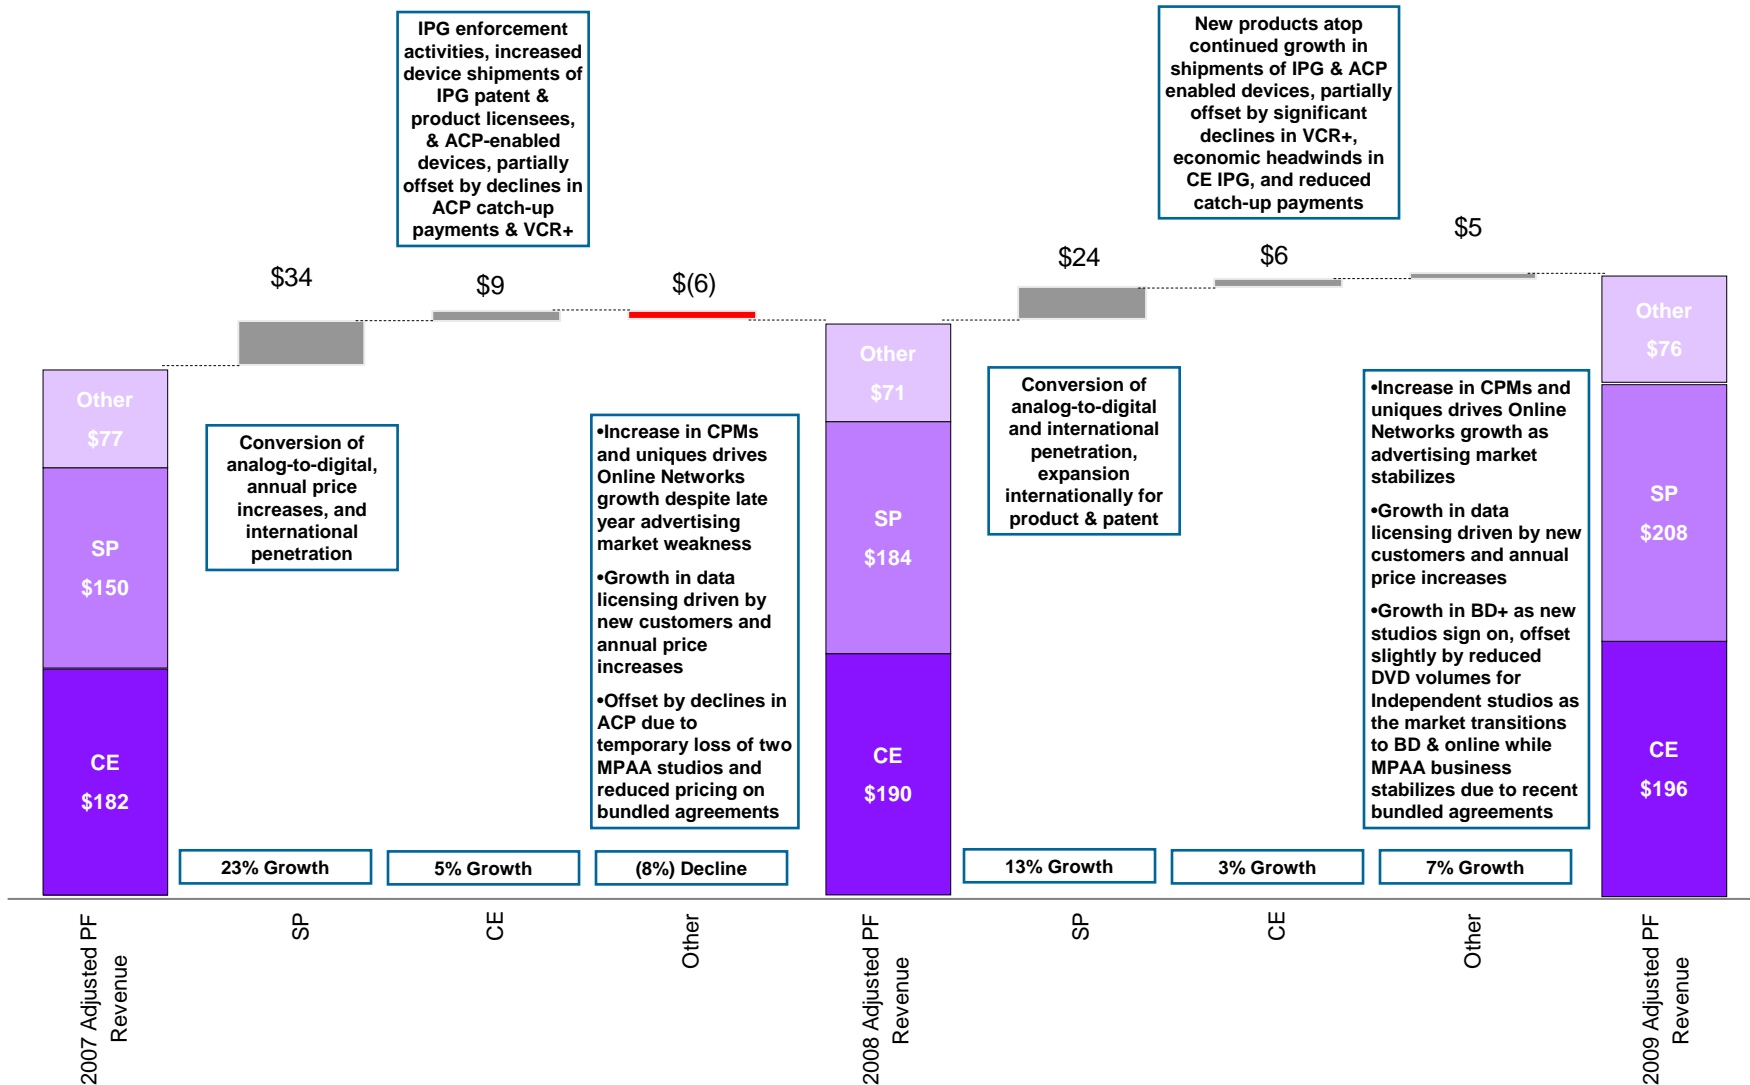 IPG enforcement
activities, increased
device shipments of
IPG patent &
product licensees,
& ACP-enabled
devices, partially
offset by declines in
ACP catch-up
payments & VCR+
New products atop
continued growth in
shipments of IPG & ACP
enabled devices, partially
offset by significant
declines in VCR+,
economic headwinds in
CE IPG, and reduced
catch-up payments
$34
$9
$(6)
$24
$6
$5
Other
$77
SP
$150
CE
$182
Conversion of
analog-to-digital,
annual price
increases, and
international
penetration
•Increase in CPMs
and uniques drives
Online Networks
growth despite late
year advertising
market weakness
•Growth in data
licensing driven by
new customers and
annual price
increases
•Offset by declines in
ACP due to
temporary loss of two
MPAA studios and
reduced pricing on
bundled agreements
Other
$71
SP
$184
CE
$190
Conversion of
analog-to-digital
and international
penetration,
expansion
internationally for
product & patent
•Increase in CPMs and
uniques drives Online
Networks growth as
advertising market
stabilizes
•Growth in data
licensing driven by new
customers and annual
price increases
•Growth in BD+ as new
studios sign on, offset
slightly by reduced
DVD volumes for
Independent studios as
the market transitions
to BD & online while
MPAA business
stabilizes due to recent
bundled agreements
Other
$76
SP
$208
CE
$196
23% Growth
5% Growth
(8%) Decline
13% Growth
3% Growth
7% Growth
2007 Adjusted PF
Revenue
SP
CE
Other
2008 Adjusted PF
Revenue
SP
CE
Other
2009 Adjusted PF
Revenue